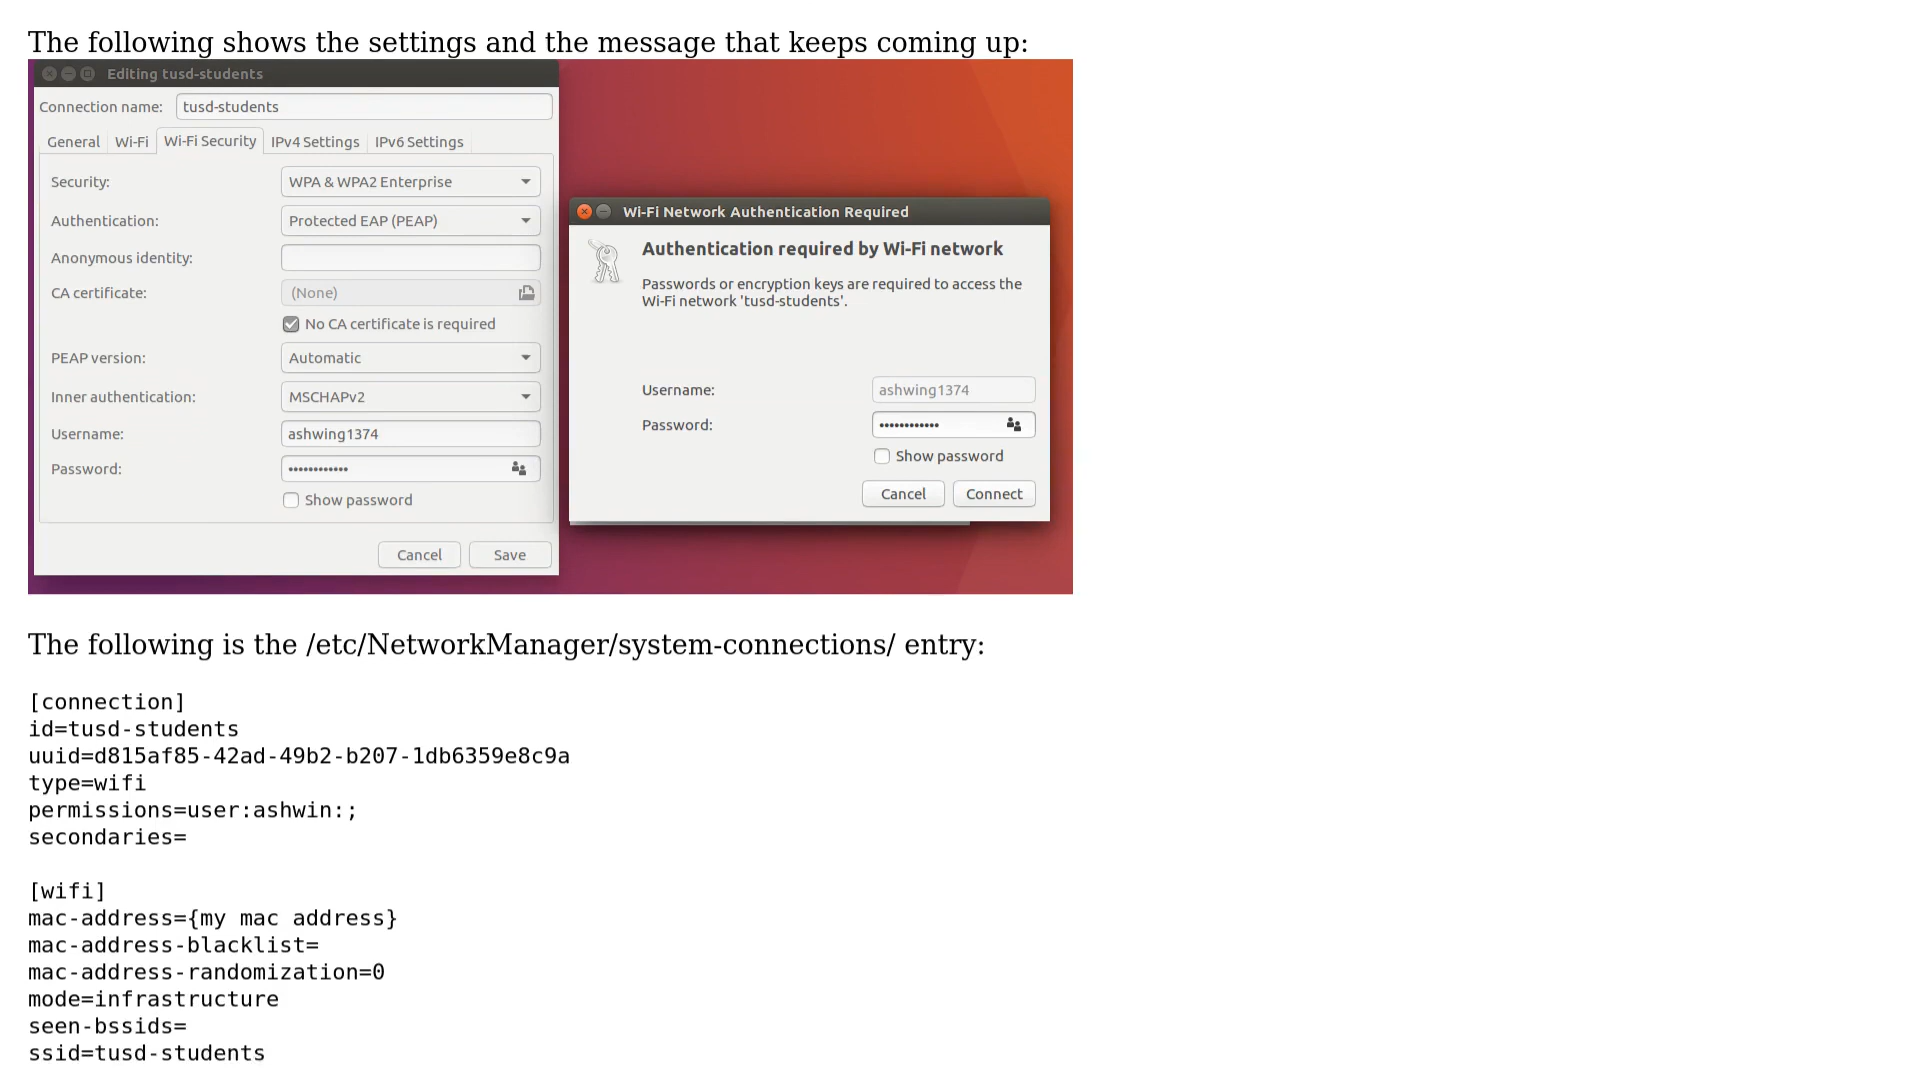 The following shows the settings and the message that keeps coming up:
Editing tusd-students
Connection name: tusd-students
General Wi-Fi Wi-Fi Security IPv4 Settings IPv6 Settings
Security: WPA & WPA2 Enterprise
Authentication: Protected EAP (PEAP)
Anonymous identity:
CA certificate: (None)
No CA certificate is required
PEAP version: Automatic
Inner authentication: MSCHAPv2
Username: ashwing1374
Password: ••••••••••••
Show password
Cancel Save
Wi-Fi Network Authentication Required
Authentication required by Wi-Fi network
Passwords or encryption keys are required to access the
Wi-Fi network 'tusd-students'.
Username: ashwing1374
Password: ••••••••••••
Show password
Cancel Connect
The following is the /etc/NetworkManager/system-connections/ entry:
[connection]
id=tusd-students
uuid=d815af85-42ad-49b2-b207-1db6359e8c9a
type=wifi
permissions=user:ashwin:;
secondaries=
[wifi]
mac-address={my mac address}
mac-address-blacklist=
mac-address-randomization=0
mode=infrastructure
seen-bssids=
ssid=tusd-students